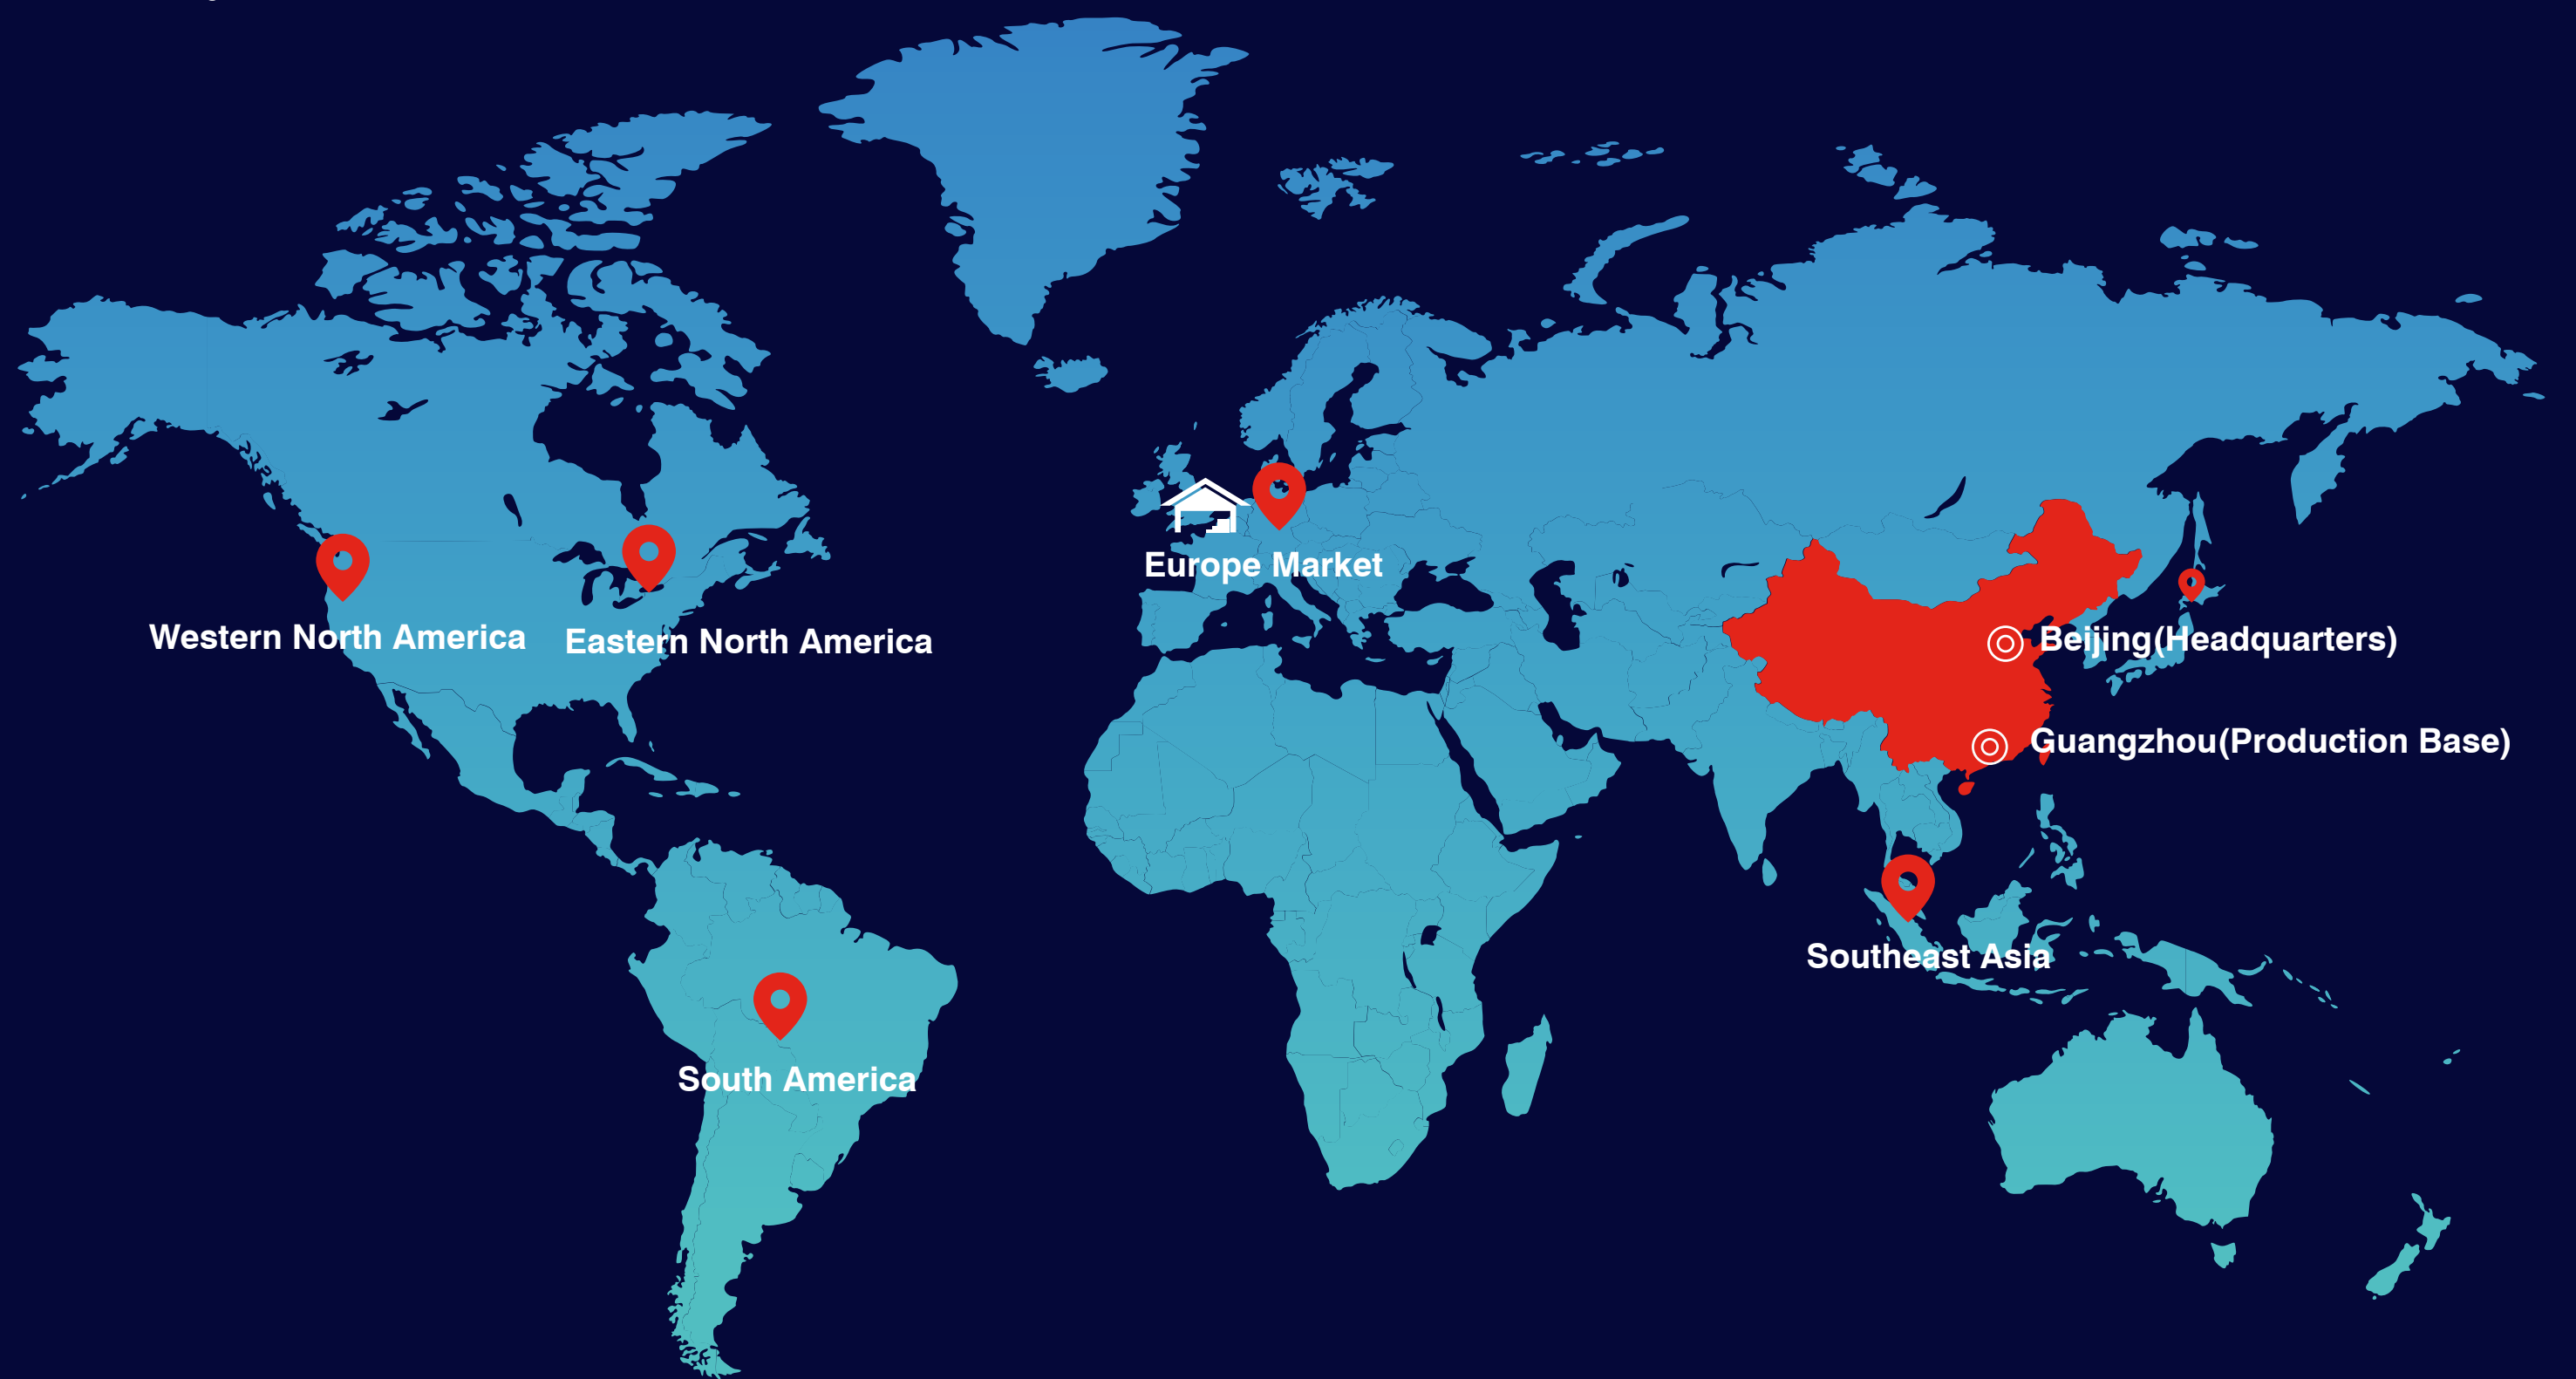 Europe Market
Western North America
Eastern North America
Beijing(Headquarters)
Guangzhou(Production Base)
Southeast Asia
South America